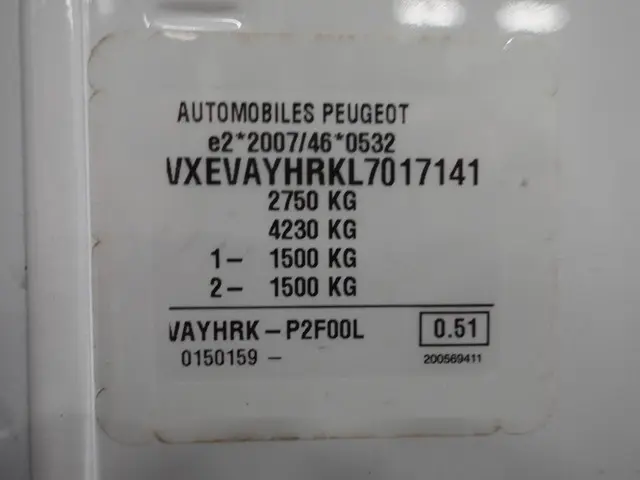 AUTOMOBILES PEUGEOT
e2*2007/46*0532
VXEVAYHRKL7017141
2750 KG
4230 KG
1- 1500 KG
2- 1500 KG
VAYHRK-P2F00L 0.51
0150159 - 200569411